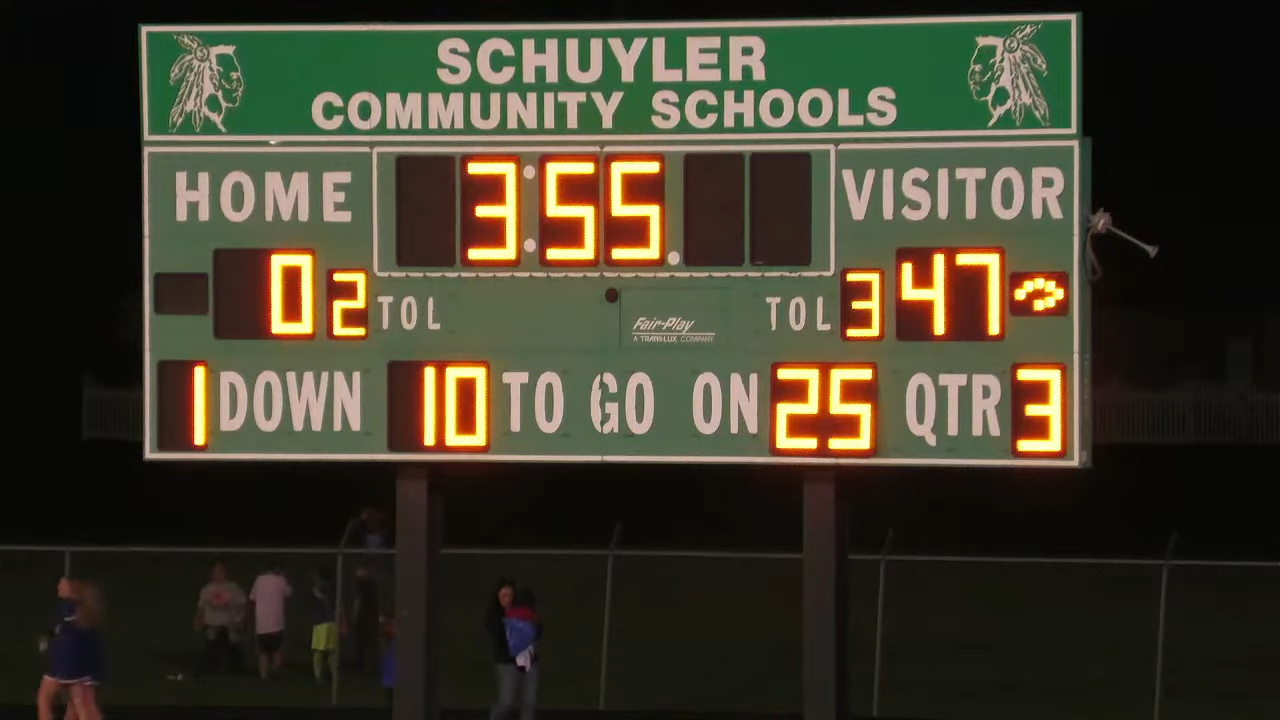 SCHUYLER
COMMUNITY SCHOOLS
HOME 3:55 VISITOR
0 2 TOL TOL 3 47
Fair-Play
A TRANS-LUX COMPANY
1 DOWN 10 TO GO ON 25 QTR 3